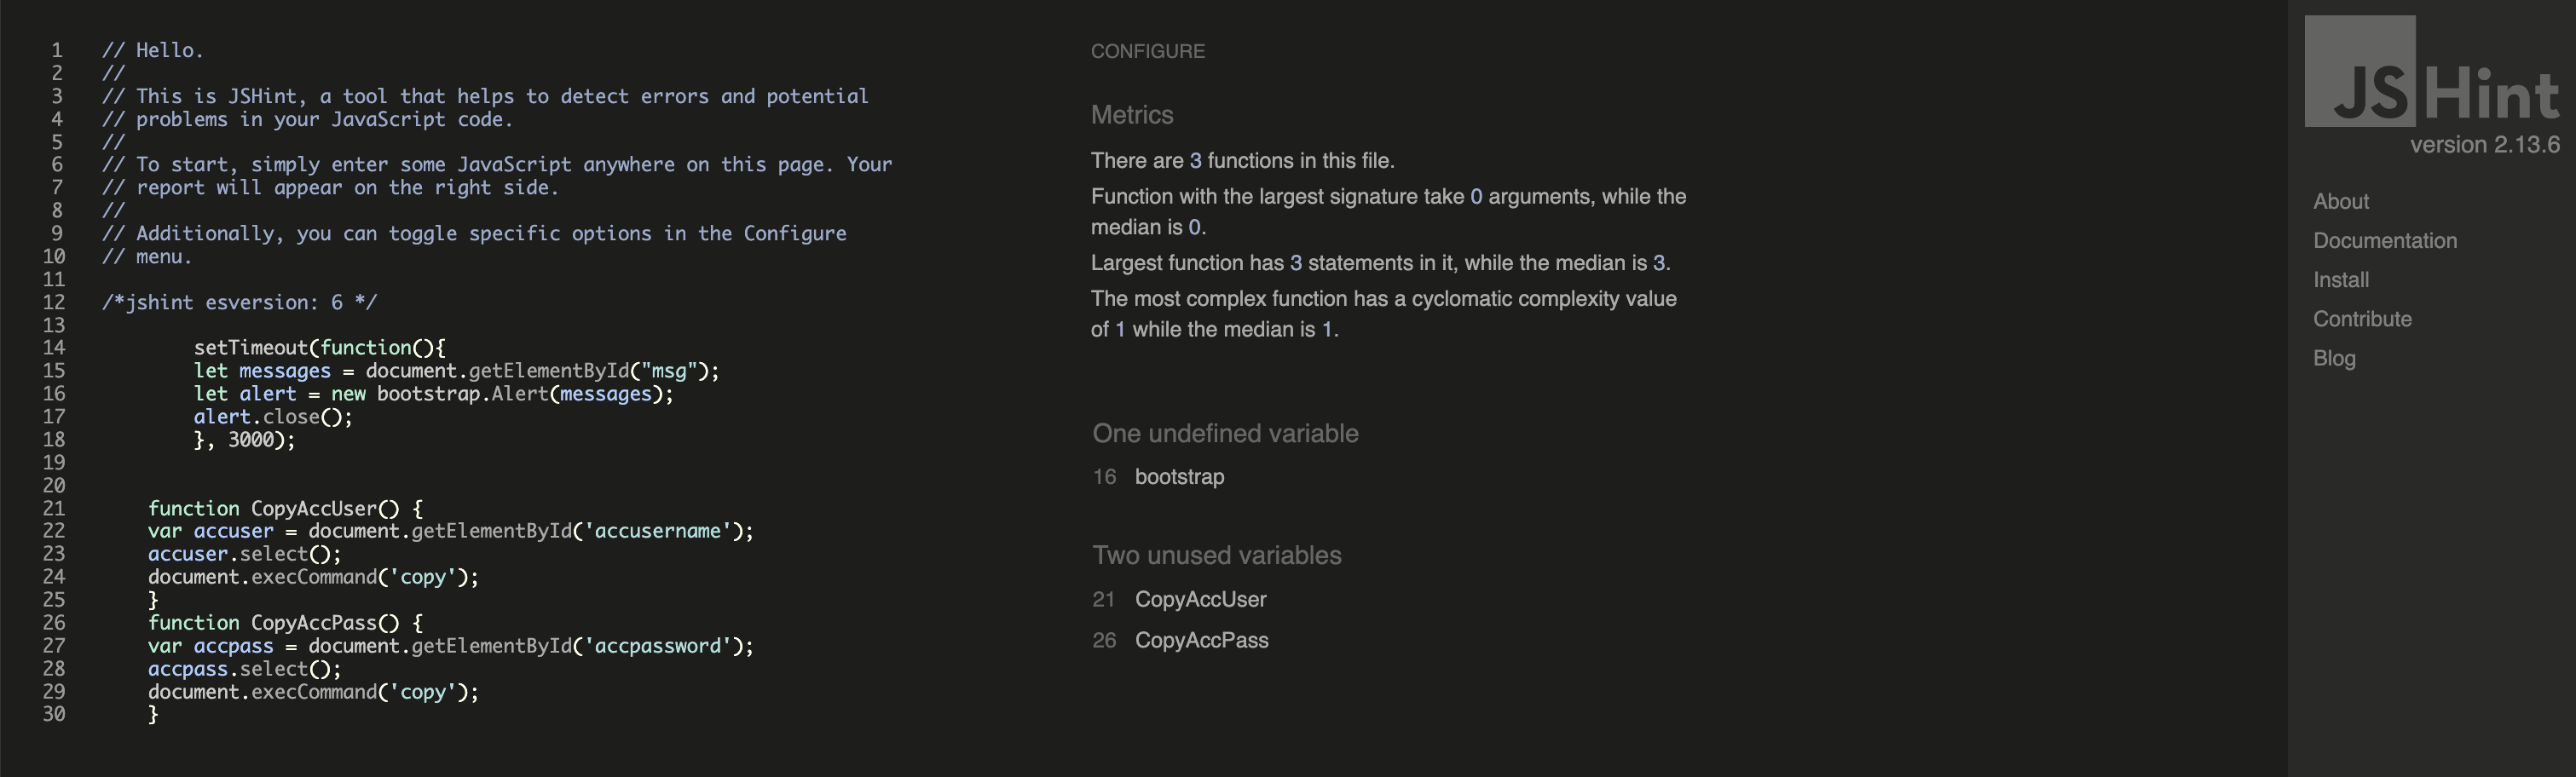 1 // Hello.
2 //
3 // This is JSHint, a tool that helps to detect errors and potential
4 // problems in your JavaScript code.
5 //
6 // To start, simply enter some JavaScript anywhere on this page. Your
7 // report will appear on the right side.
8 //
9 // Additionally, you can toggle specific options in the Configure
10 // menu.
11
12 /*jshint esversion: 6 */
13
14 setTimeout(function(){
15 let messages = document.getElementById("msg");
16 let alert = new bootstrap.Alert(messages);
17 alert.close();
18 }, 3000);
19
20
21 function CopyAccUser() {
22 var accuser = document.getElementById('accusername');
23 accuser.select();
24 document.execCommand('copy');
25 }
26 function CopyAccPass() {
27 var accpass = document.getElementById('accpassword');
28 accpass.select();
29 document.execCommand('copy');
30 }
CONFIGURE
Metrics
There are 3 functions in this file.
Function with the largest signature take 0 arguments, while the
median is 0.
Largest function has 3 statements in it, while the median is 3.
The most complex function has a cyclomatic complexity value
of 1 while the median is 1.
One undefined variable
16 bootstrap
Two unused variables
21 CopyAccUser
26 CopyAccPass
JSHint
version 2.13.6
About
Documentation
Install
Contribute
Blog